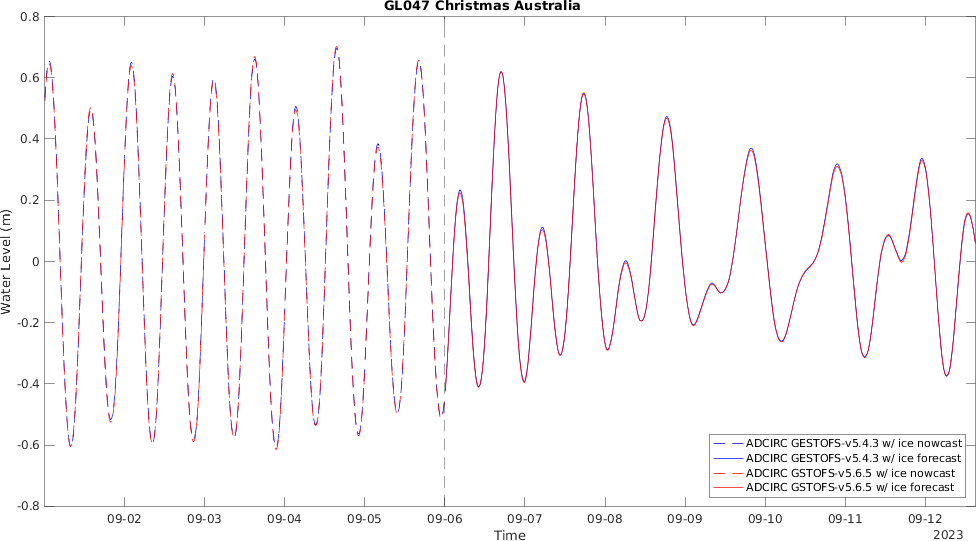 GL047 Christmas Australia
0.8
0.6
0.4
0.2
0
-0.2
-0.4
-0.6
-0.8
Water Level (m)
ADCIRC GESTOFS-v5.4.3 w/ ice nowcast
ADCIRC GESTOFS-v5.4.3 w/ ice forecast
ADCIRC GSTOFS-v5.6.5 w/ ice nowcast
ADCIRC GSTOFS-v5.6.5 w/ ice forecast
09-02 09-03 09-04 09-05 09-06 09-07 09-08 09-09 09-10 09-11 09-12
Time
2023